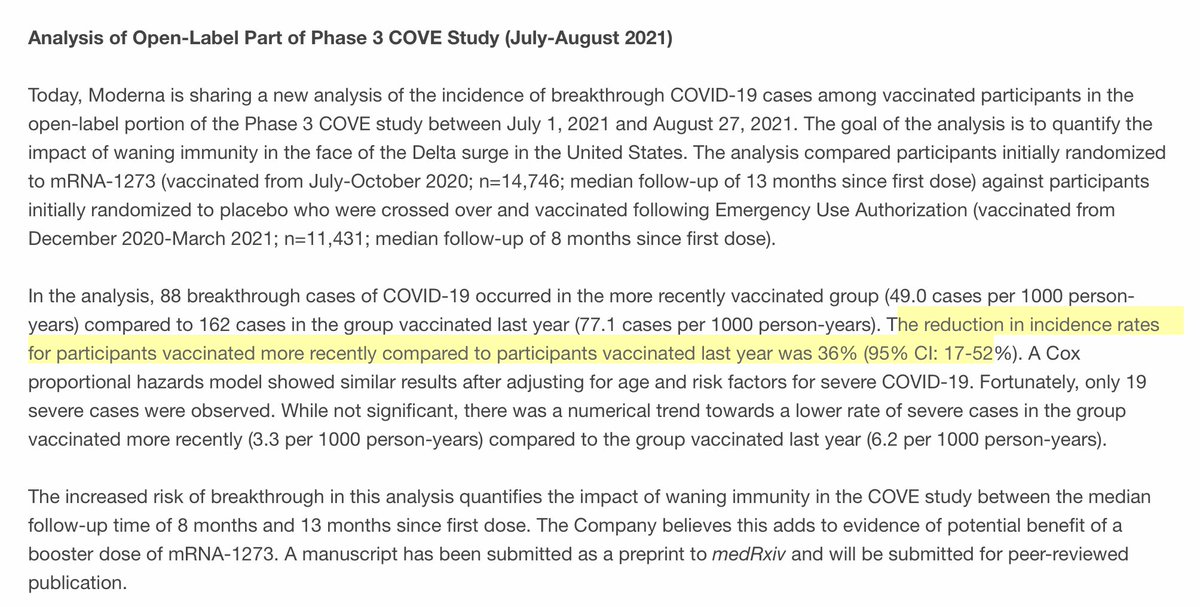 Analysis of Open-Label Part of Phase 3 COVE Study (July-August 2021)
Today, Moderna is sharing a new analysis of the incidence of breakthrough COVID-19 cases among vaccinated participants in the
open-label portion of the Phase 3 COVE study between July 1, 2021 and August 27, 2021. The goal of the analysis is to quantify the
impact of waning immunity in the face of the Delta surge in the United States. The analysis compared participants initially randomized
to mRNA-1273 (vaccinated from July-October 2020; n=14,746; median follow-up of 13 months since first dose) against participants
initially randomized to placebo who were crossed over and vaccinated following Emergency Use Authorization (vaccinated from
December 2020-March 2021; n=11,431; median follow-up of 8 months since first dose).
In the analysis, 88 breakthrough cases of COVID-19 occurred in the more recently vaccinated group (49.0 cases per 1000 person-
years) compared to 162 cases in the group vaccinated last year (77.1 cases per 1000 person-years). The reduction in incidence rates
for participants vaccinated more recently compared to participants vaccinated last year was 36% (95% CI: 17-52%). A Cox
proportional hazards model showed similar results after adjusting for age and risk factors for severe COVID-19. Fortunately, only 19
severe cases were observed. While not significant, there was a numerical trend towards a lower rate of severe cases in the group
vaccinated more recently (3.3 per 1000 person-years) compared to the group vaccinated last year (6.2 per 1000 person-years).
The increased risk of breakthrough in this analysis quantifies the impact of waning immunity in the COVE study between the median
follow-up time of 8 months and 13 months since first dose. The Company believes this adds to evidence of potential benefit of a
booster dose of mRNA-1273. A manuscript has been submitted as a preprint to medRxiv and will be submitted for peer-reviewed
publication.